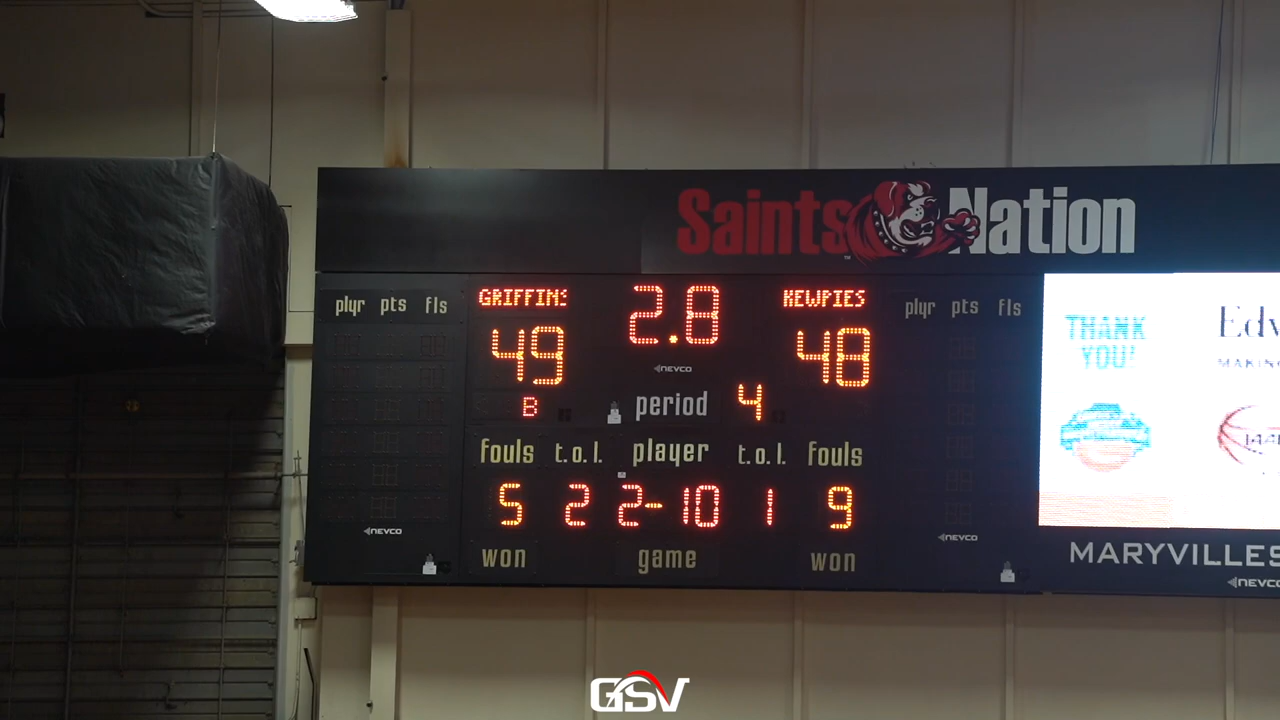 Saints Nation
plyr pts fls
GRIFFINS
2.8
KEWPIES
plyr pts fls
49
48
NEVCO
B
period 4
fouls t.o.l. player t.o.l. fouls
5 2 2-10 1 9
NEVCO
NEVCO
won game won
THANK
YOU!
MARYVILLES
NEVCO
GSV